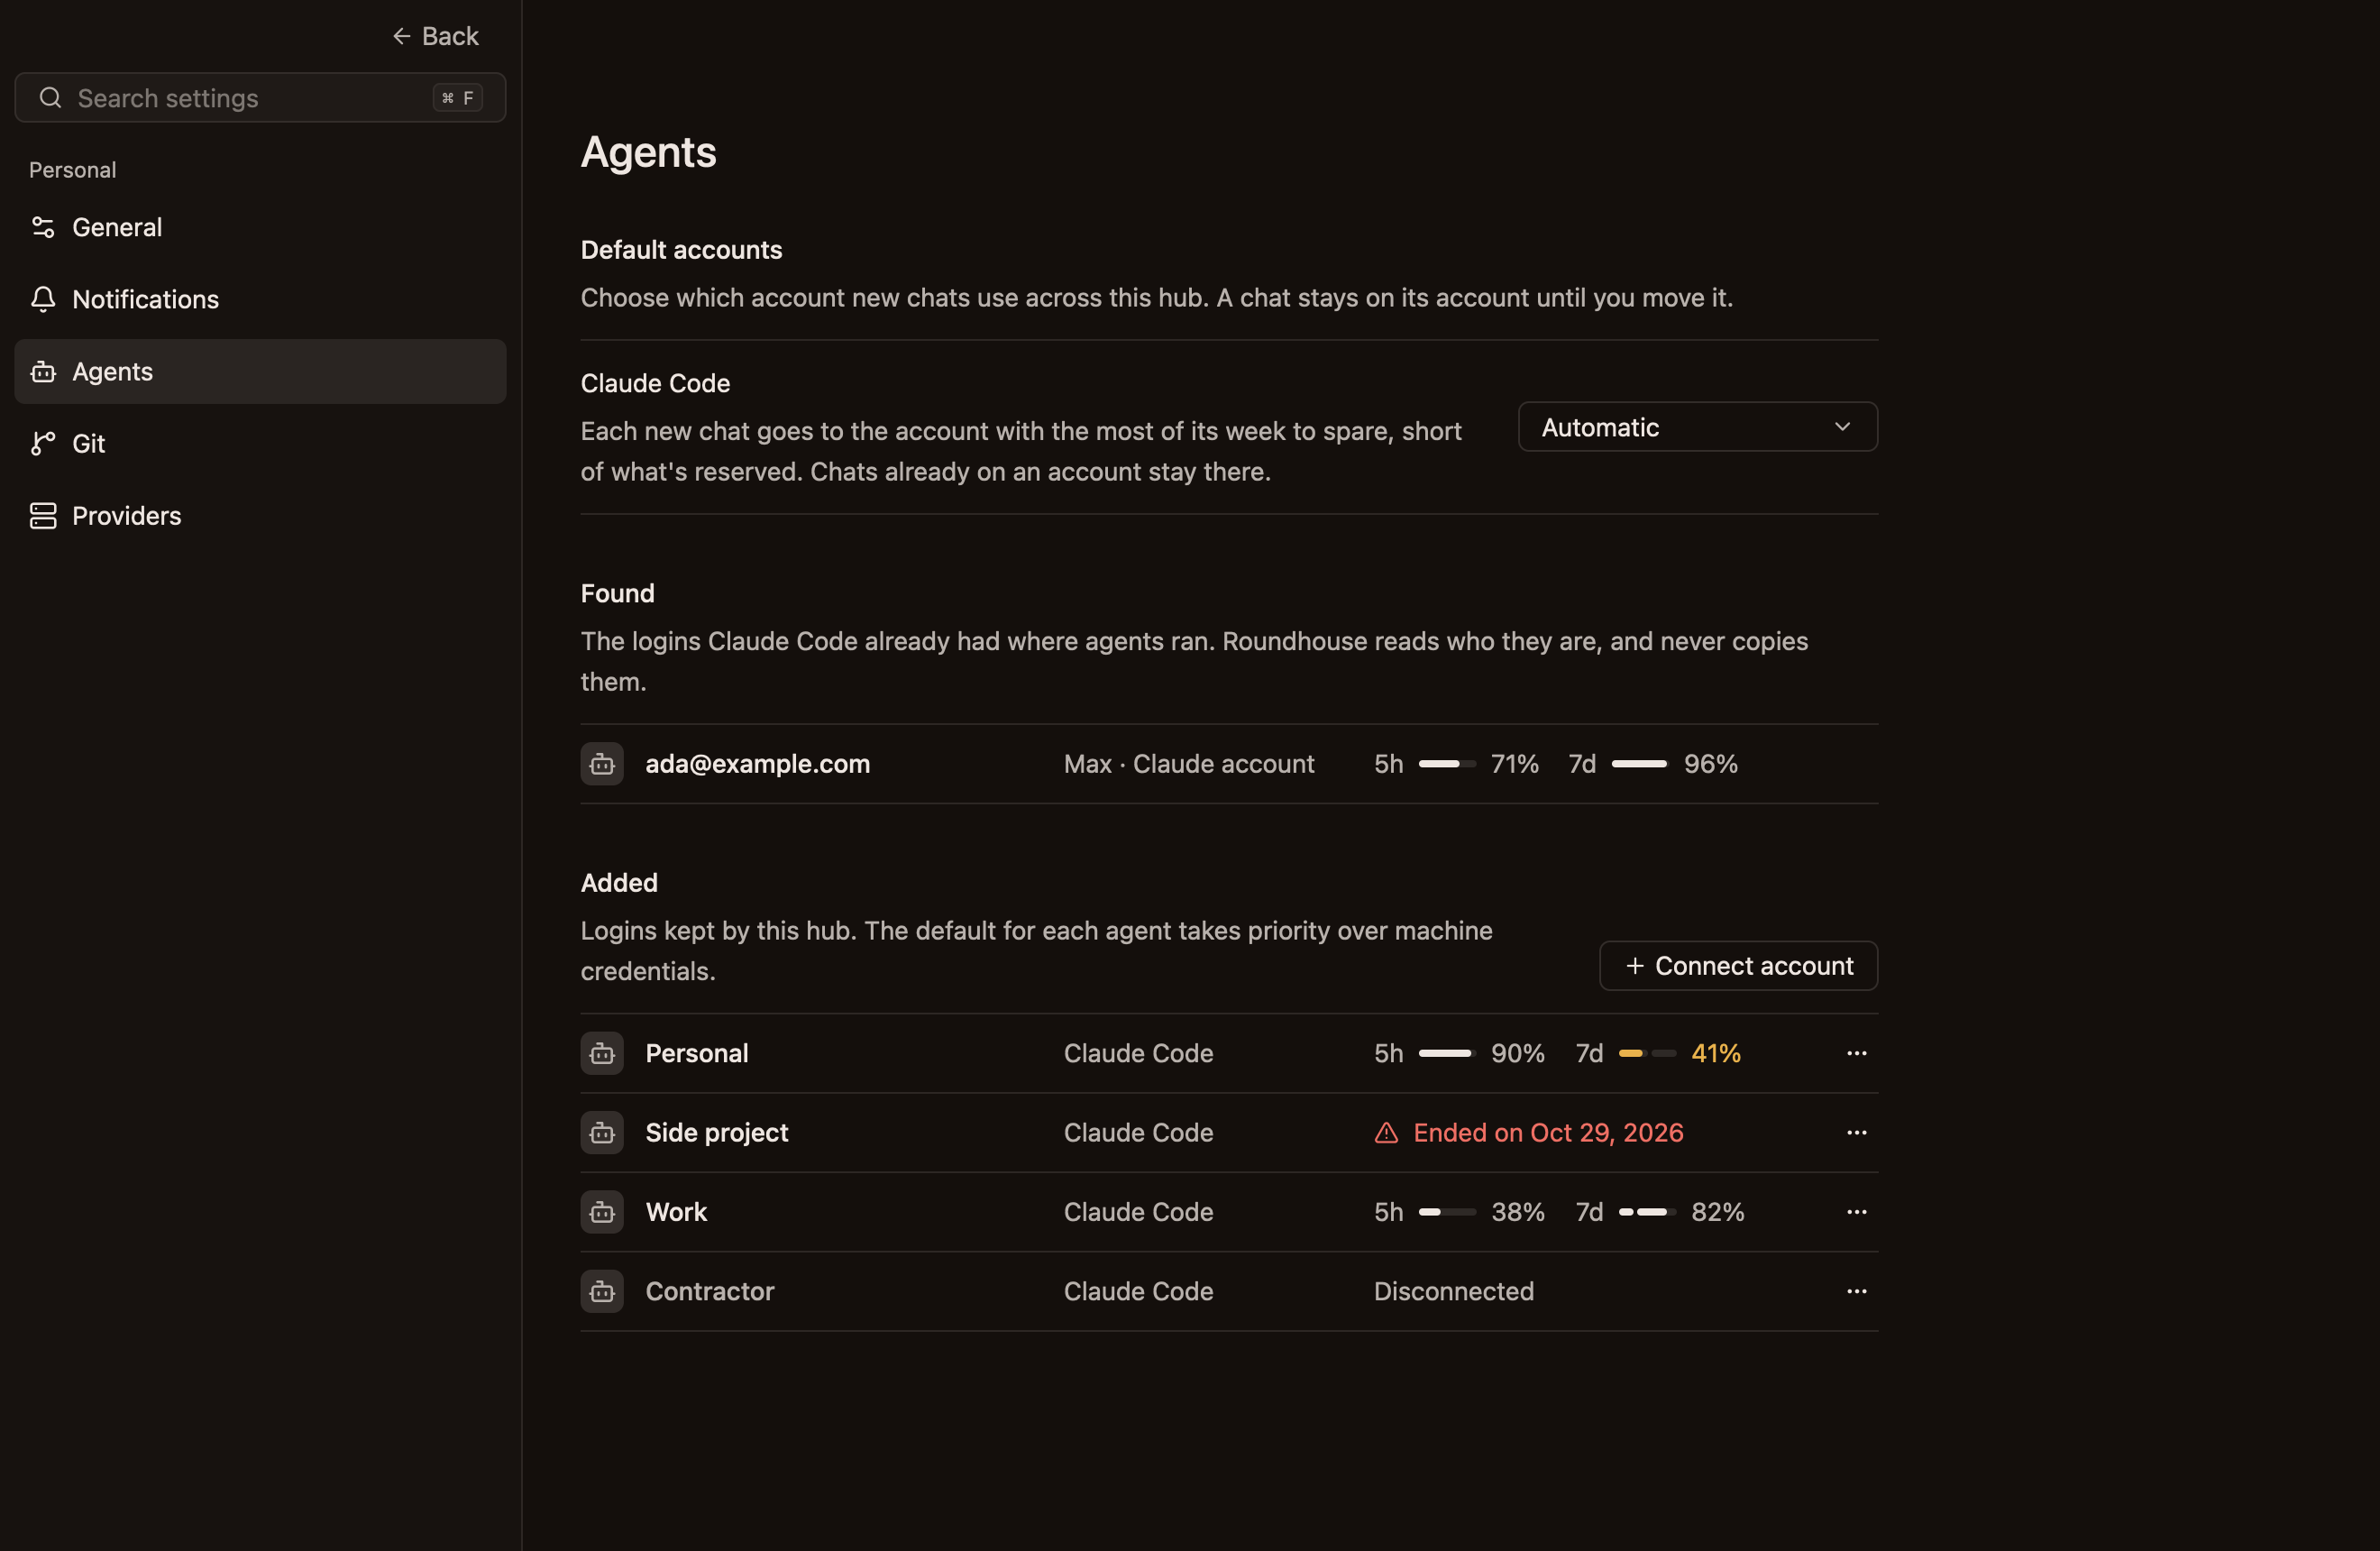 Back
Search settings
⌘ F
Personal
General
Notifications
Agents
Git
Providers
Agents
Default accounts
Choose which account new chats use across this hub. A chat stays on its account until you move it.
Claude Code
Each new chat goes to the account with the most of its week to spare, short
of what's reserved. Chats already on an account stay there.
Automatic
Found
The logins Claude Code already had where agents ran. Roundhouse reads who they are, and never copies
them.
ada@example.com Max · Claude account 5h 71% 7d 96%
Added
Logins kept by this hub. The default for each agent takes priority over machine
credentials.
Connect account
Personal Claude Code 5h 90% 7d 41%
Side project Claude Code Ended on Oct 29, 2026
Work Claude Code 5h 38% 7d 82%
Contractor Claude Code Disconnected